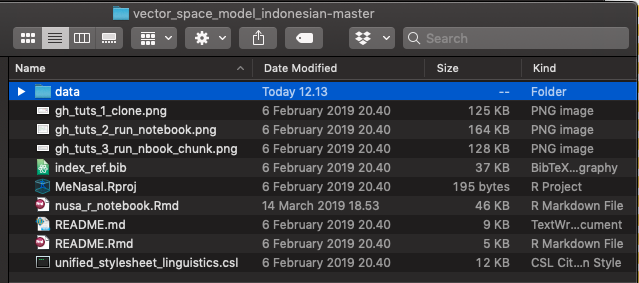 vector_space_model_indonesian-master
Search
Name Date Modified Size Kind
data Today 12.13 -- Folder
gh_tuts_1_clone.png 6 February 2019 20.40 125 KB PNG image
gh_tuts_2_run_notebook.png 6 February 2019 20.40 164 KB PNG image
gh_tuts_3_run_nbook_chunk.png 6 February 2019 20.40 128 KB PNG image
index_ref.bib 6 February 2019 20.40 37 KB BibTeX...graphy
MeNasal.Rproj 6 February 2019 20.40 195 bytes R Project
nusa_r_notebook.Rmd 14 March 2019 18.53 46 KB R Markdown File
README.md 6 February 2019 20.40 9 KB TextWr...cument
README.Rmd 6 February 2019 20.40 5 KB R Markdown File
unified_stylesheet_linguistics.csl 6 February 2019 20.40 12 KB CSL Cit...n Style